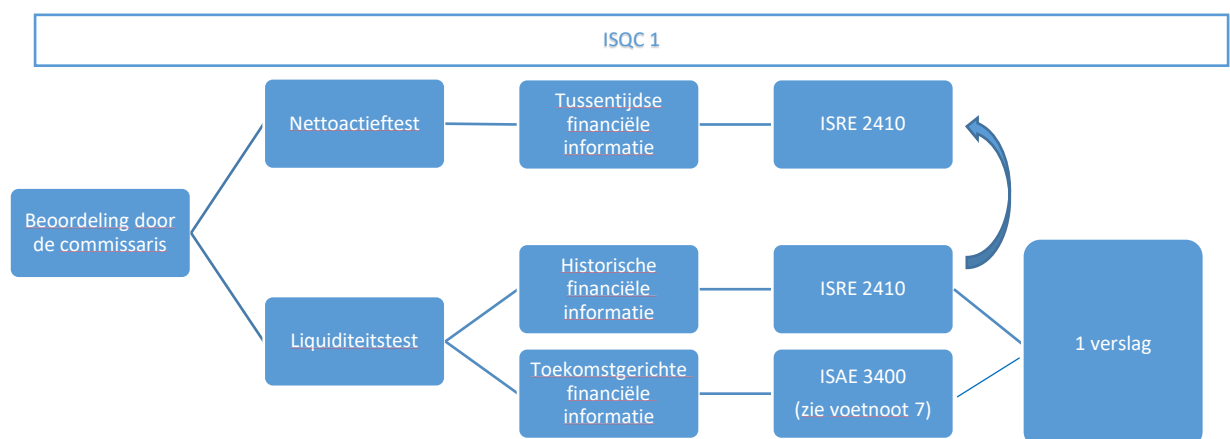 ISQC 1
Nettoactieftest
Tussentijdse
financiële
informatie
ISRE 2410
Beoordeling door
de commissaris
Historische
financiële
informatie
ISRE 2410
Liquiditeitstest
1 verslag
Toekomstgerichte
financiële
informatie
ISAE 3400
(zie voetnoot 7)